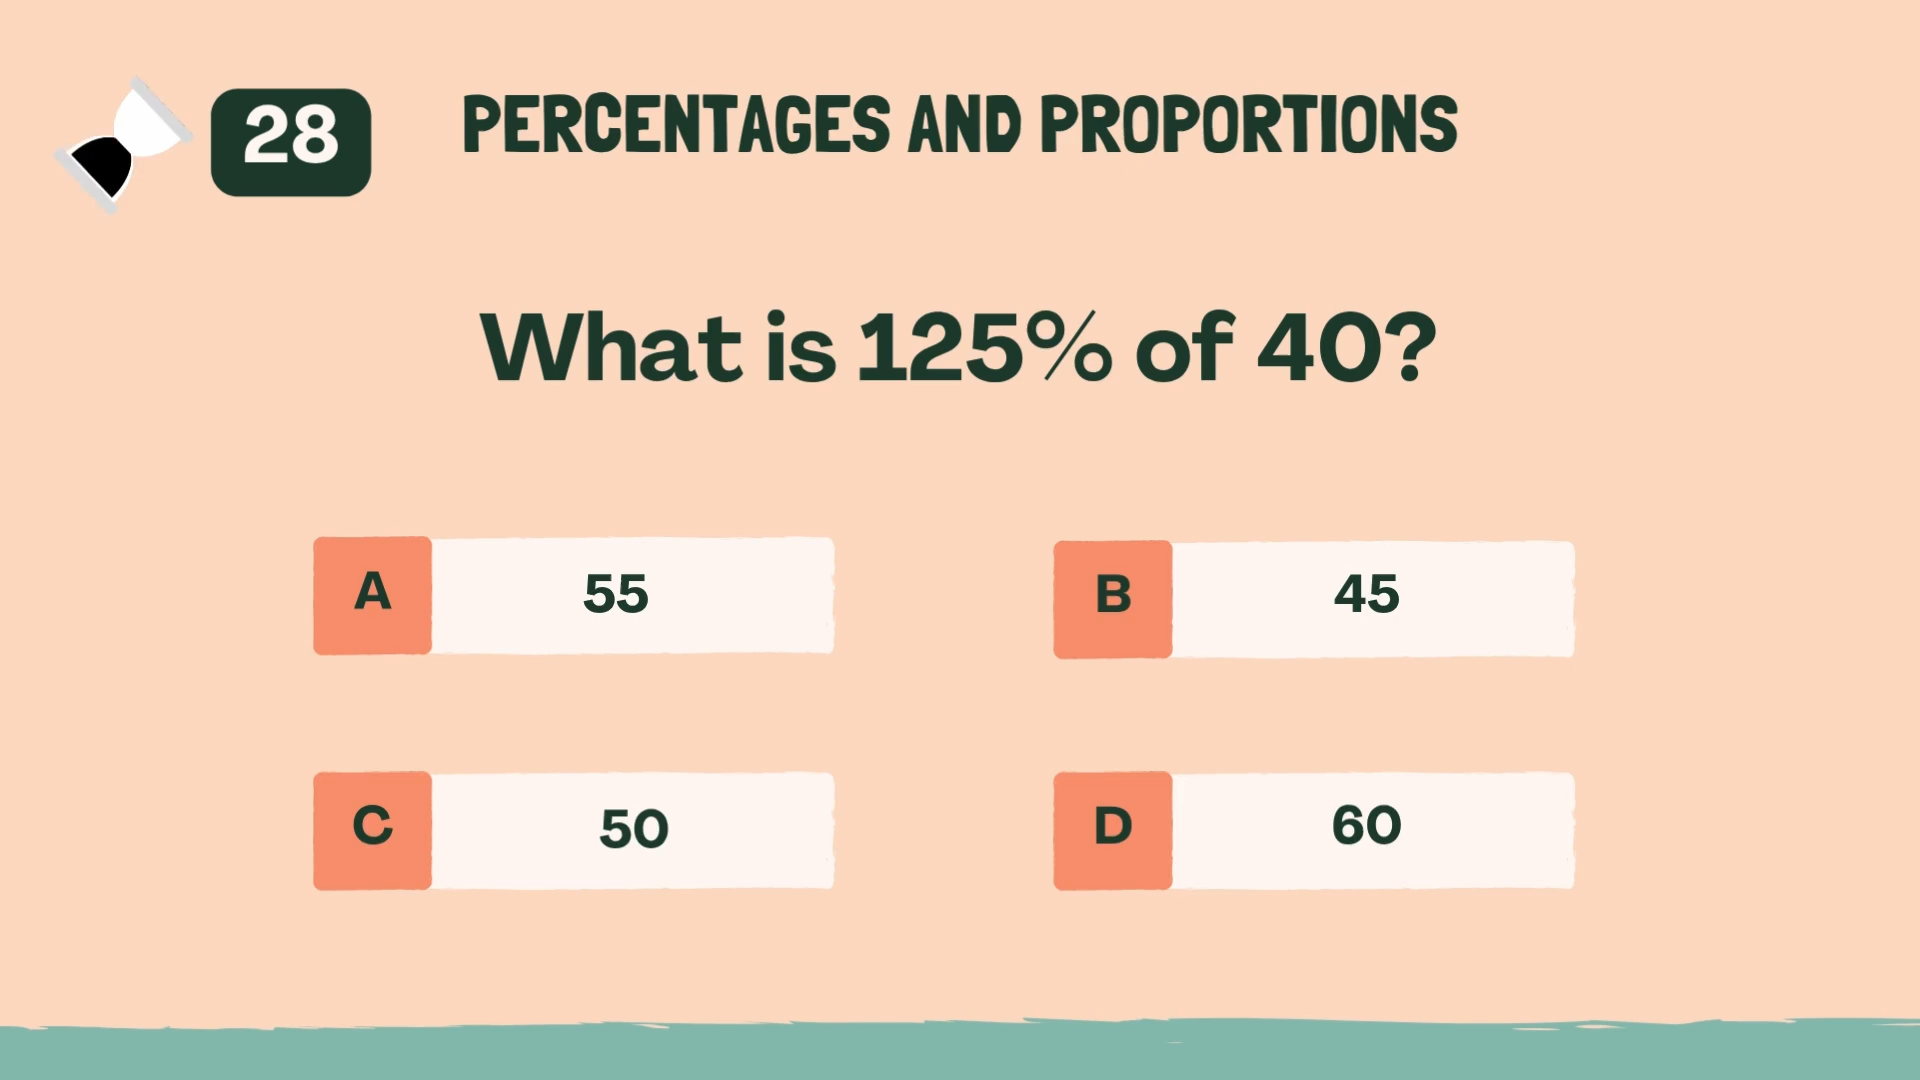 28
PERCENTAGES AND PROPORTIONS
What is 125% of 40?
A 55
B 45
C 50
D 60